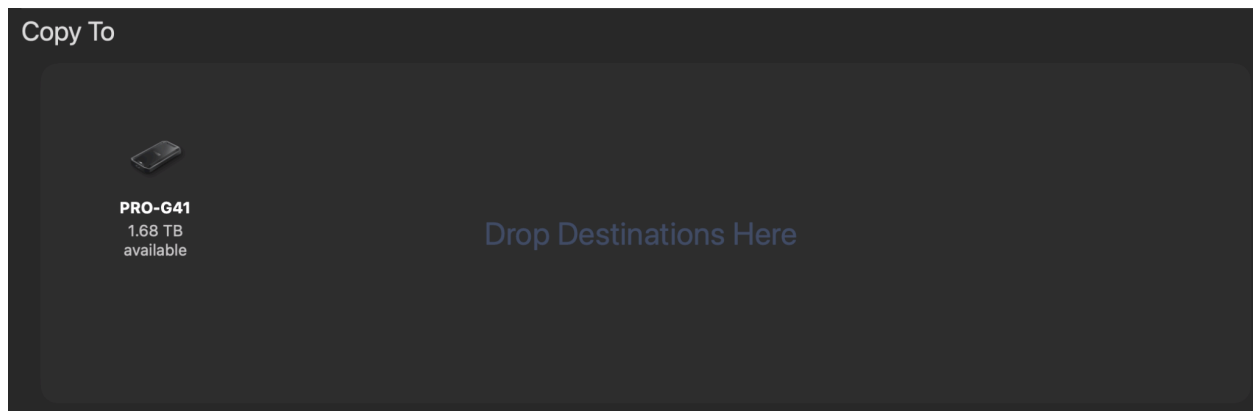 Copy To
PRO-G41
1.68 TB
available
Drop Destinations Here